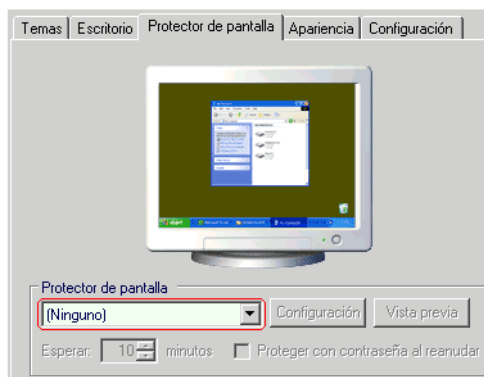 Temas Escritorio Protector de pantalla Apariencia Configuración
Protector de pantalla
(Ninguno) Configuración Vista previa
Esperar: 10 minutos Proteger con contraseña al reanudar